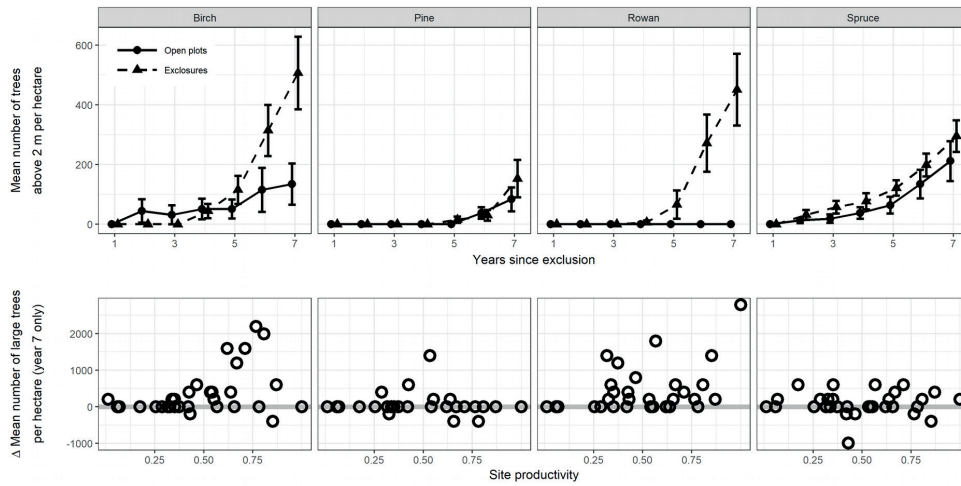 Birch
Pine
Rowan
Spruce
Mean number of trees
above 2 m per hectare
600
400
200
0
Open plots
Exclosures
1 3 5 7
1 3 5 7
1 3 5 7
1 3 5 7
Years since exclusion
Δ Mean number of large trees
per hectare (year 7 only)
2000
1000
0
-1000
0.25 0.50 0.75
0.25 0.50 0.75
0.25 0.50 0.75
0.25 0.50 0.75
Site productivity